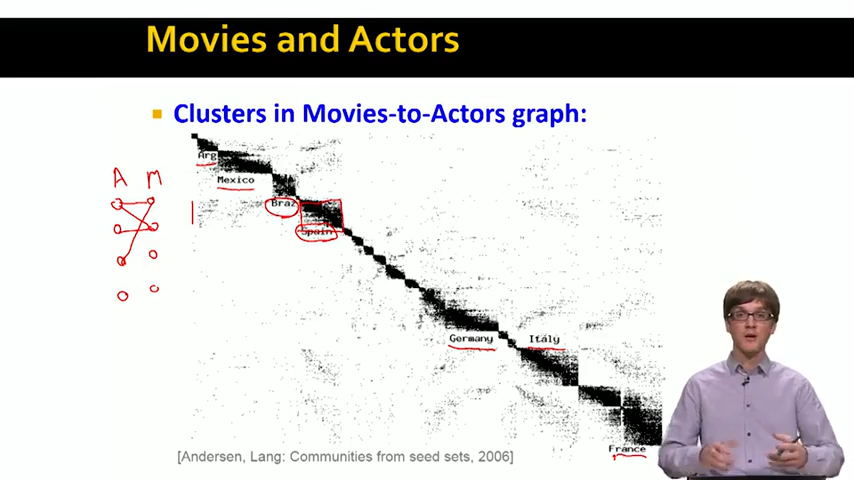 Movies and Actors
Clusters in Movies-to-Actors graph:
Arg
Mexico
A M
Braz
Spain
Germany
Italy
France
[Andersen, Lang: Communities from seed sets, 2006]